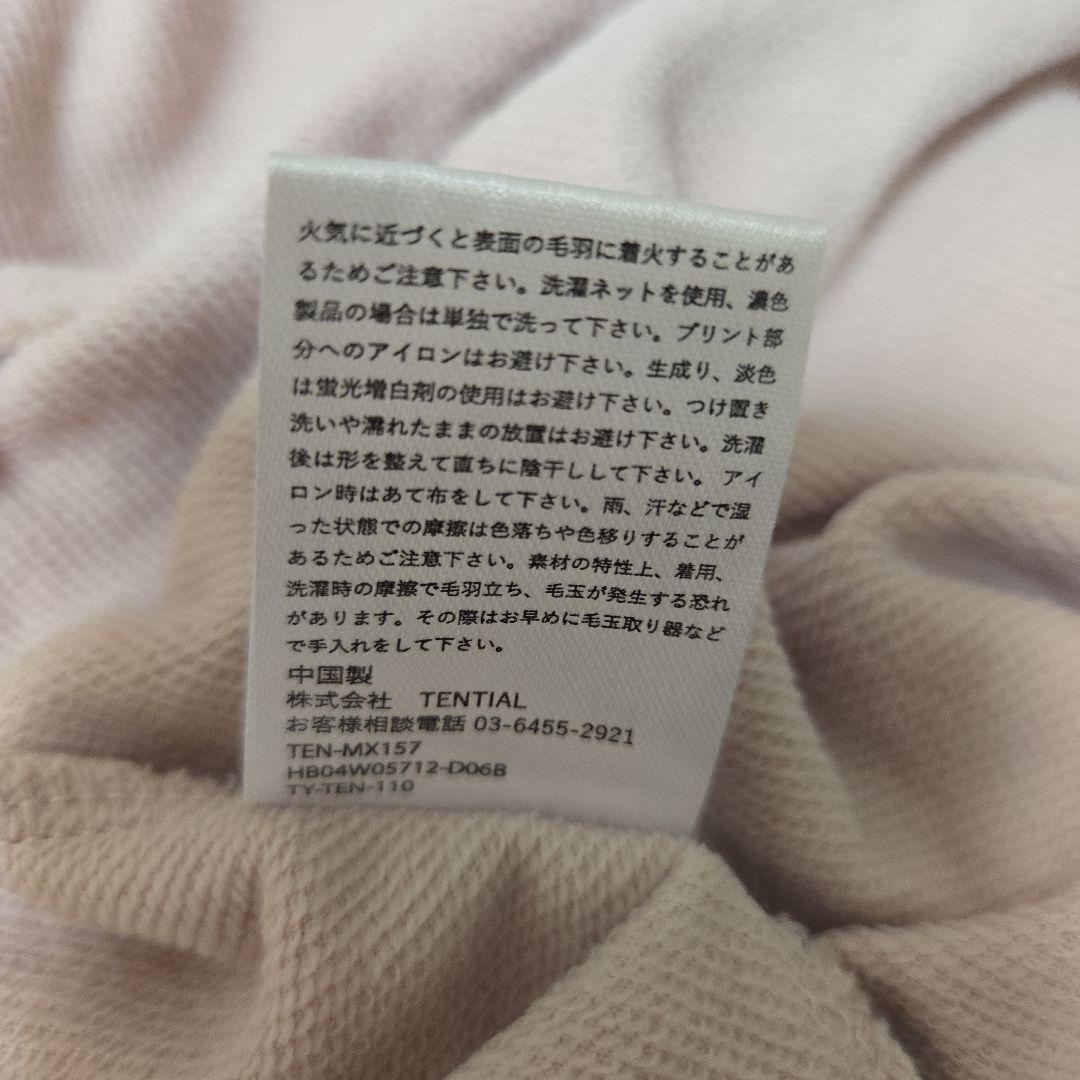 火気に近づくと表面の毛羽に着火することがあ
るためご注意下さい。洗濯ネットを使用、濃色
製品の場合は単独で洗って下さい。プリント部
分へのアイロンはお避け下さい。生成り、淡色
は蛍光増白剤の使用はお避け下さい。つけ置き
洗いや濡れたままの放置はお避け下さい。洗濯
後は形を整えて直ちに陰干しして下さい。 アイ
ロン時はあて布をして下さい。雨、汗などで湿
った状態での摩擦は色落ちや色移りすることが
あるためご注意下さい。素材の特性上、着用、
洗濯時の摩擦で毛羽立ち、毛玉が発生する恐れ
があります。その際はお早めに毛玉取り器など
で手入れをして下さい。
中国製
株式会社 TENTIAL
お客様相談電話 03-6455-2921
TEN-MX157
HB04W05712-D06B
TY-TEN-110